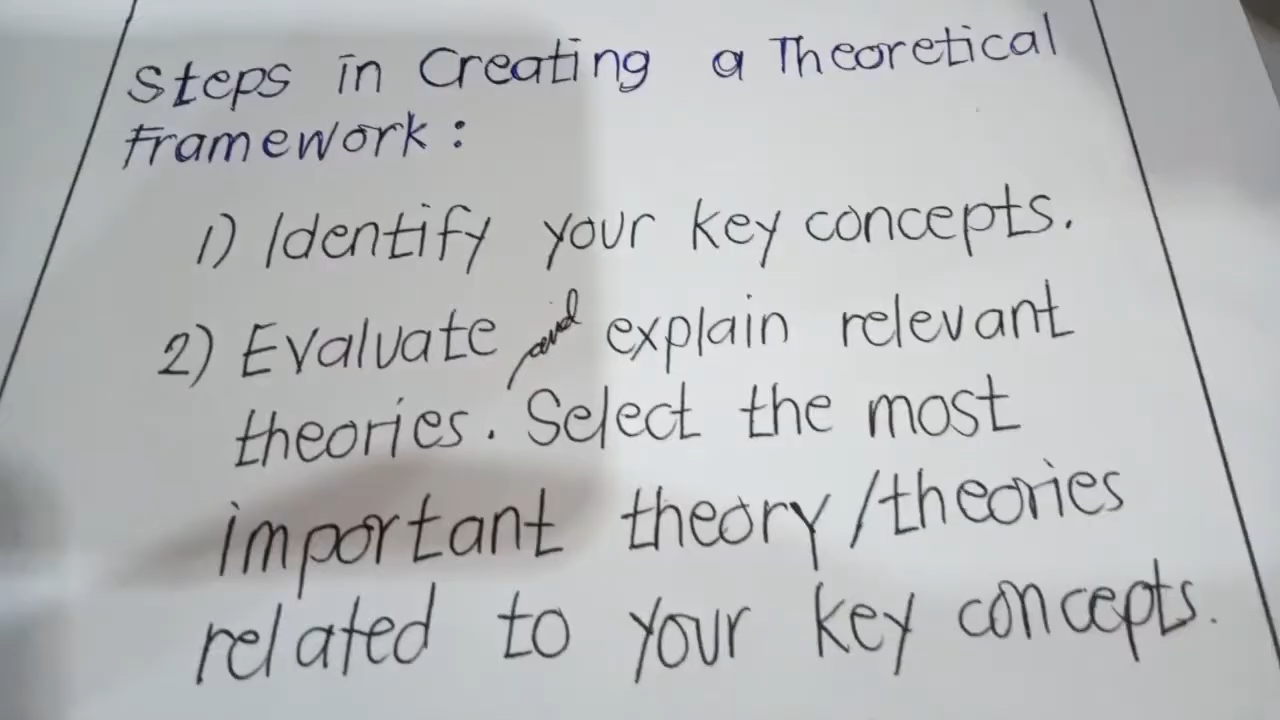 Steps in Creating a Theoretical
Framework:
1) Identify your key concepts.
2) Evaluate and explain relevant
theories. Select the most
important theory/theories
related to your key concepts.